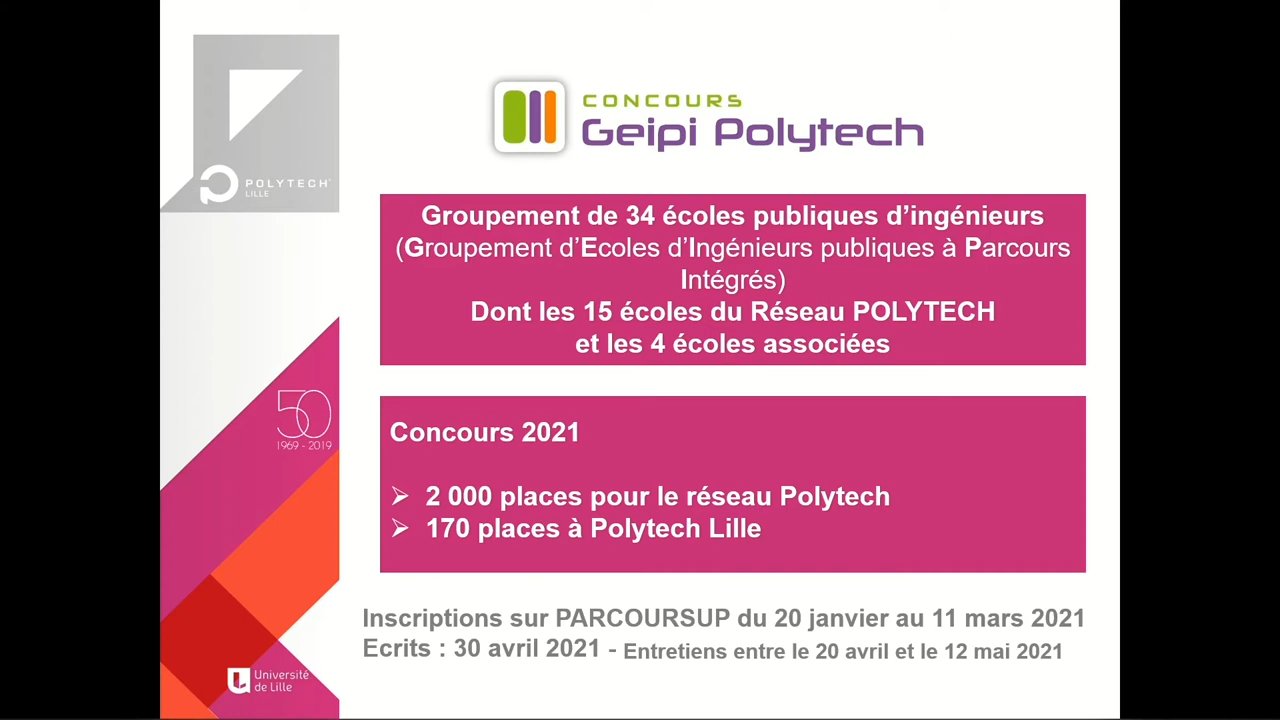 CONCOURS
Geipi Polytech
POLYTECH
LILLE
Groupement de 34 écoles publiques d’ingénieurs
(Groupement d’Ecoles d’Ingénieurs publiques à Parcours
Intégrés)
Dont les 15 écoles du Réseau POLYTECH
et les 4 écoles associées
50
1969 - 2019
Concours 2021
➢ 2 000 places pour le réseau Polytech
➢ 170 places à Polytech Lille
Inscriptions sur PARCOURSUP du 20 janvier au 11 mars 2021
Ecrits : 30 avril 2021 - Entretiens entre le 20 avril et le 12 mai 2021
Université
de Lille